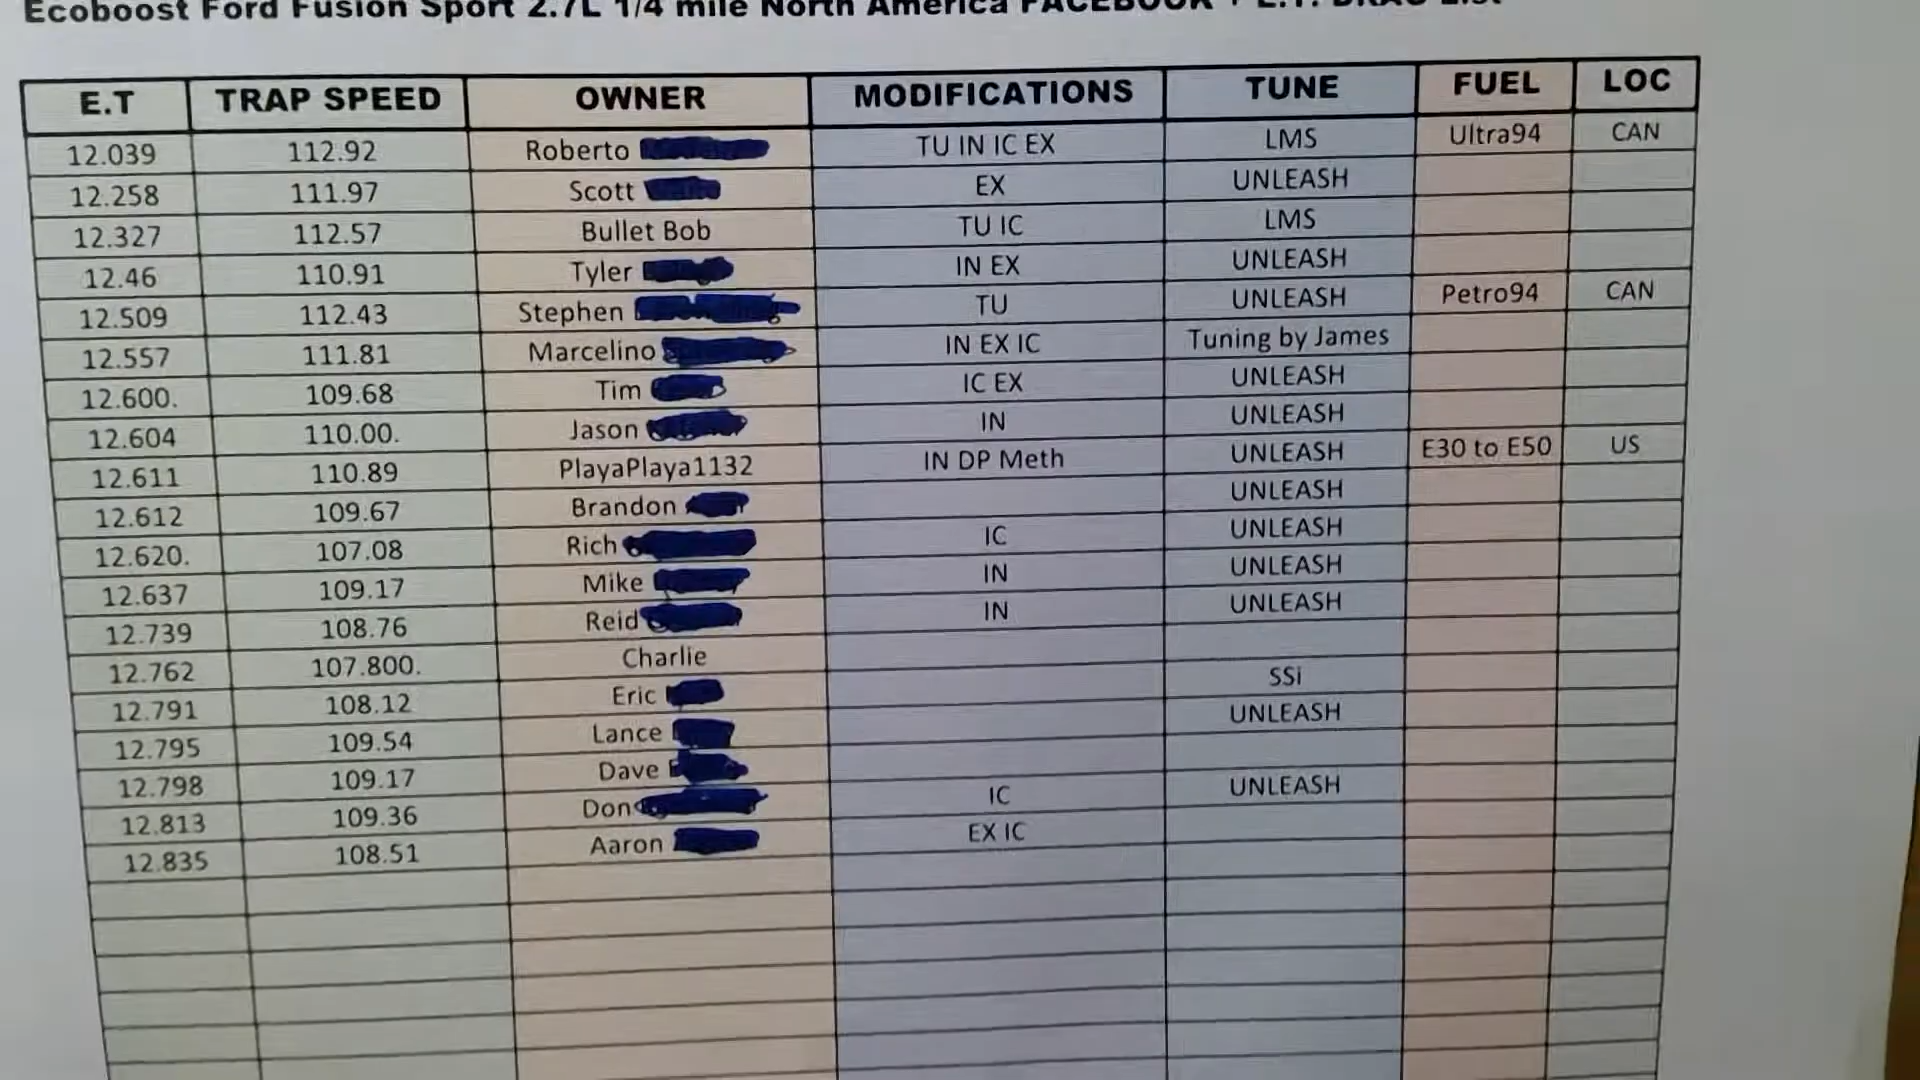 Ecoboost Ford Fusion Sport 2.7L 1/4 mile North America FACEBOOK + E.T. DRAG List
E.T TRAP SPEED OWNER MODIFICATIONS TUNE FUEL LOC
12.039 112.92 Roberto TU IN IC EX LMS Ultra94 CAN
12.258 111.97 Scott EX UNLEASH
12.327 112.57 Bullet Bob TU IC LMS
12.46 110.91 Tyler IN EX UNLEASH
12.509 112.43 Stephen TU UNLEASH Petro94 CAN
12.557 111.81 Marcelino IN EX IC Tuning by James
12.600. 109.68 Tim IC EX UNLEASH
12.604 110.00. Jason IN UNLEASH
12.611 110.89 PlayaPlaya1132 IN DP Meth UNLEASH E30 to E50 US
12.612 109.67 Brandon UNLEASH
12.620. 107.08 Rich IC UNLEASH
12.637 109.17 Mike IN UNLEASH
12.739 108.76 Reid IN UNLEASH
12.762 107.800. Charlie
12.791 108.12 Eric SSi
12.795 109.54 Lance UNLEASH
12.798 109.17 Dave
12.813 109.36 Don IC UNLEASH
12.835 108.51 Aaron EX IC